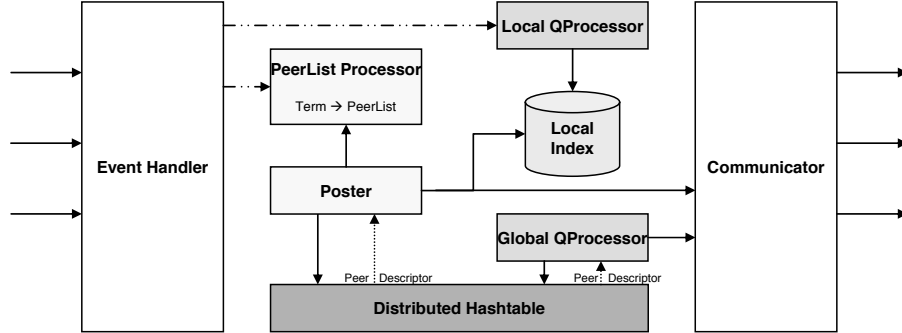 Local QProcessor
PeerList Processor
Term → PeerList
Local
Index
Event Handler
Communicator
Poster
Global QProcessor
Peer Descriptor
Peer Descriptor
Distributed Hashtable